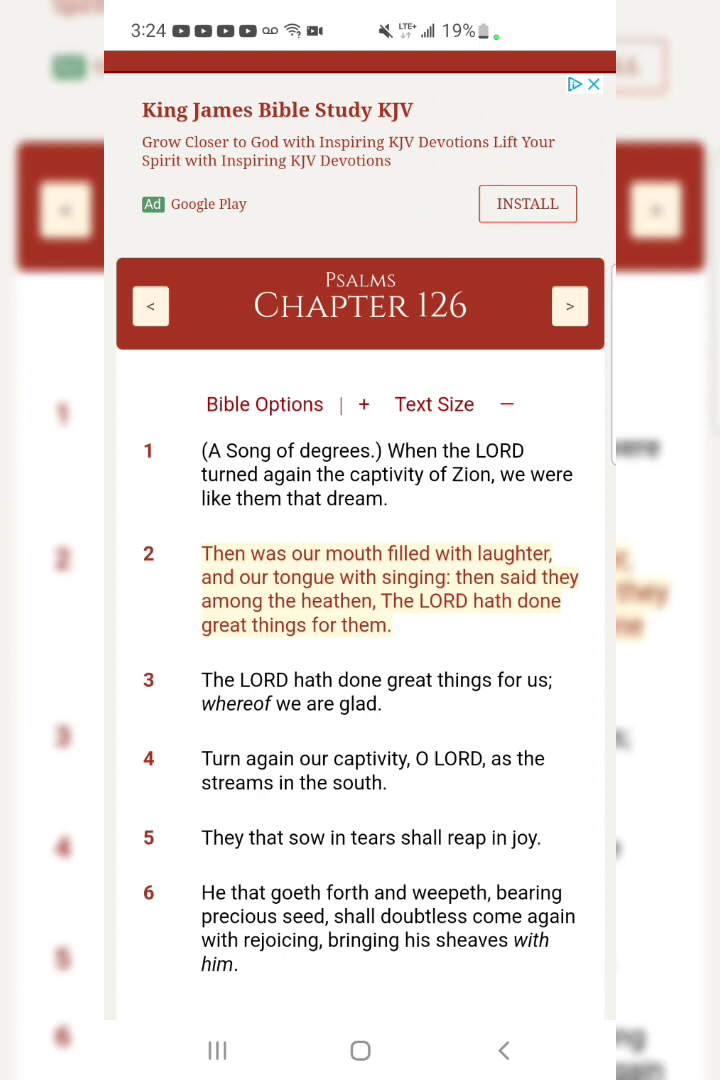 3:24
LTE+
19%
King James Bible Study KJV
Grow Closer to God with Inspiring KJV Devotions Lift Your
Spirit with Inspiring KJV Devotions
Ad Google Play
INSTALL
PSALMS
< CHAPTER 126 >
Bible Options | + Text Size —
1 (A Song of degrees.) When the LORD
turned again the captivity of Zion, we were
like them that dream.
2 Then was our mouth filled with laughter,
and our tongue with singing: then said they
among the heathen, The LORD hath done
great things for them.
3 The LORD hath done great things for us;
whereof we are glad.
4 Turn again our captivity, O LORD, as the
streams in the south.
5 They that sow in tears shall reap in joy.
6 He that goeth forth and weepeth, bearing
precious seed, shall doubtless come again
with rejoicing, bringing his sheaves with
him.